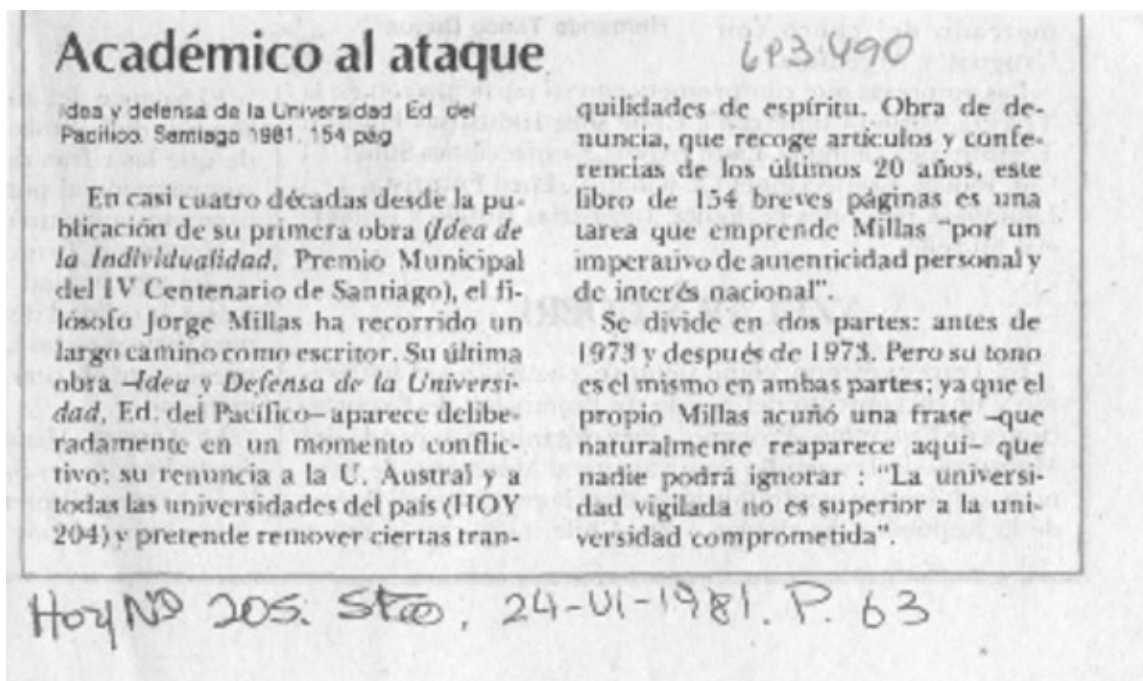 Académico al ataque
Idea y defensa de la Universidad. Ed. del
Pacífico. Santiago 1981. 154 pág.
En casi cuatro décadas desde la pu-
blicación de su primera obra (Idea de
la Individualidad, Premio Municipal
del IV Centenario de Santiago), el fi-
lósofo Jorge Millas ha recorrido un
largo camino como escritor. Su última
obra –Idea y Defensa de la Universi-
dad, Ed. del Pacífico– aparece delibe-
radamente en un momento conflic-
tivo: su renuncia a la U. Austral y a
todas las universidades del país (HOY
204) y pretende remover ciertas tran-
quilidades de espíritu. Obra de de-
nuncia, que recoge artículos y confe-
rencias de los últimos 20 años, este
libro de 154 breves páginas es una
tarea que emprende Millas "por un
imperativo de autenticidad personal y
de interés nacional".
Se divide en dos partes: antes de
1973 y después de 1973. Pero su tono
es el mismo en ambas partes; ya que el
propio Millas acuñó una frase –que
naturalmente reaparece aquí– que
nadie podrá ignorar : "La universi-
dad vigilada no es superior a la uni-
versidad comprometida".
Hoy Nº 205. Stgo, 24-VI-1981. P. 63